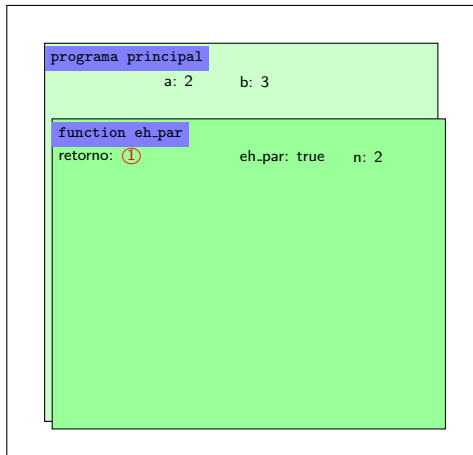 programa principal
a: 2 b: 3
function eh_par
retorno: 1 eh_par: true n: 2